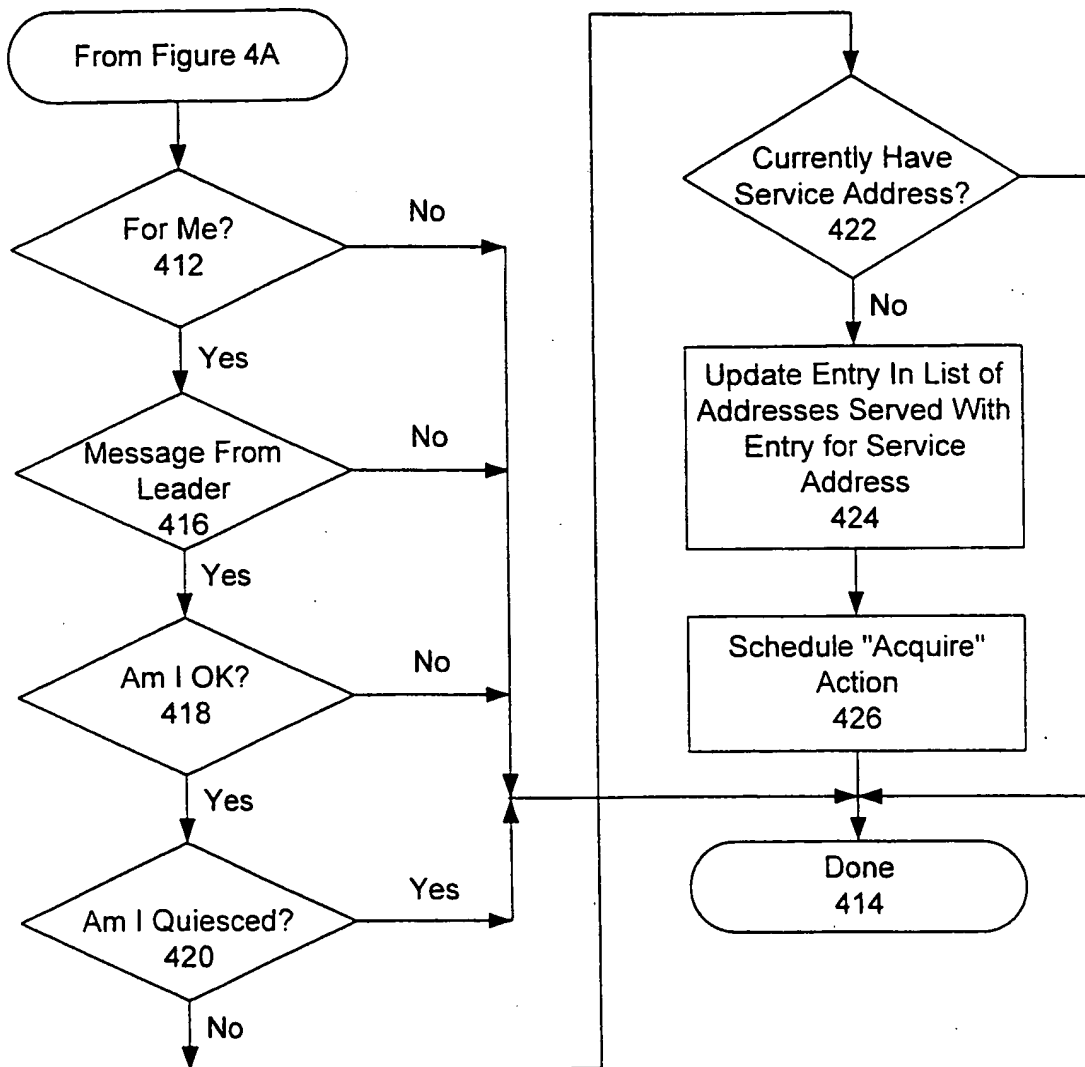 From Figure 4A
For Me?
412
No
Yes
Message From
Leader
416
No
Yes
Am I OK?
418
No
Yes
Am I Quiesced?
420
Yes
No
Currently Have
Service Address?
422
No
Update Entry In List of
Addresses Served With
Entry for Service
Address
424
Schedule "Acquire"
Action
426
Done
414